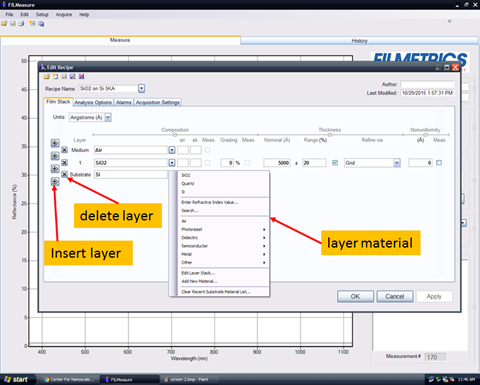 FILMeasure
File Edit Setup Acquire Help
Measure History
FILMETRICS
Edit Recipe
Recipe Name: SiO2 on Si 5KA
Author:
Last Modified: 10/29/2015 1:57:31 PM
Film Stack Analysis Options Alarms Acquisition Settings
Units Angstroms (Å)
Composition Thickness Nonuniformity
Layer Meas. Grading Meas. Nominal (Å) Range (%) Meas. Refine via (Å) Meas.
Medium Air
1 SiO2 0 % 5000 ± 20 Grid 0
Substrate Si
SiO2
Quartz
Si
Enter Refractive Index Value...
Search...
Air
Photoresist
Dielectric
Semiconductor
Metal
Other
Edit Layer Stack...
Add New Material...
Clear Recent Substrate Material List...
delete layer
Insert layer
layer material
OK Cancel Apply
Reflectance (%)
50
45
40
35
30
25
20
15
10
5
0
400 500 600 700 800 900 1000 1100
Wavelength (nm)
Measurement # 170
start Center For Nanoscale... FILMeasure screen 2.bmp - Paint 11:46 AM